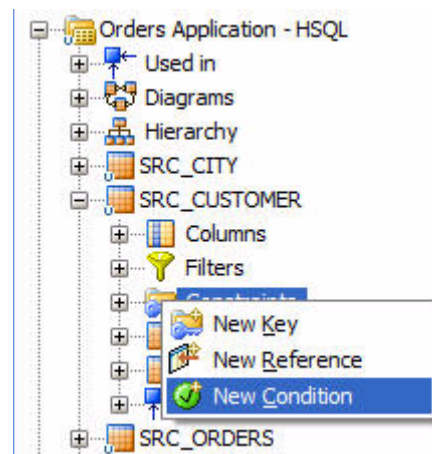 Orders Application - HSQL
Used in
Diagrams
Hierarchy
SRC_CITY
SRC_CUSTOMER
Columns
Filters
Constraints
New Key
New Reference
New Condition
SRC_ORDERS